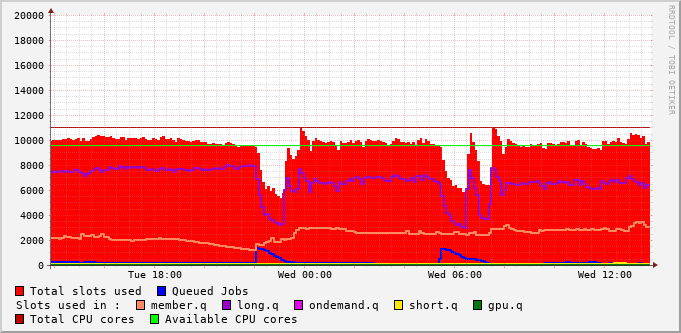 20000
18000
16000
14000
12000
10000
8000
6000
4000
2000
0
Tue 18:00 Wed 00:00 Wed 06:00 Wed 12:00
RRDTOOL / TOBI OETIKER
Total slots used Queued Jobs
Slots used in : member.q long.q ondemand.q short.q gpu.q
Total CPU cores Available CPU cores